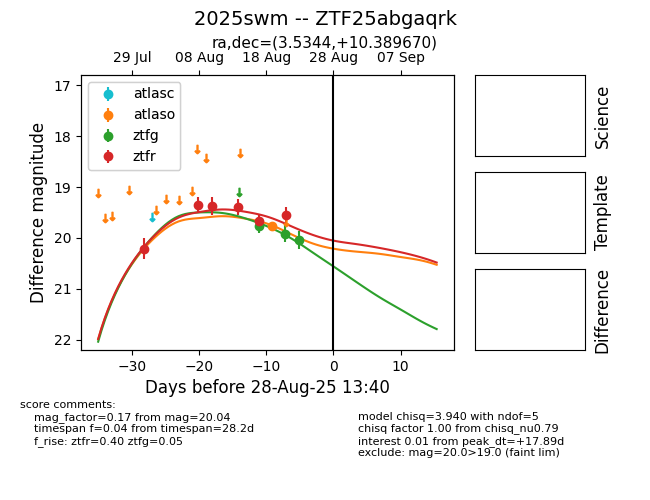 2025swm -- ZTF25abgaqrk
ra,dec=(3.5344,+10.389670)
29 Jul 08 Aug 18 Aug 28 Aug 07 Sep
atlasc
atlaso
ztfg
ztfr
17
18
19
20
21
22
Difference magnitude
−30 −20 −10 0 10
Days before 28-Aug-25 13:40
Science
Template
Difference
score comments:
mag_factor=0.17 from mag=20.04
timespan f=0.04 from timespan=28.2d
f_rise: ztfr=0.40 ztfg=0.05
model chisq=3.940 with ndof=5
chisq factor 1.00 from chisq_nu0.79
interest 0.01 from peak_dt=+17.89d
exclude: mag=20.0>19.0 (faint lim)